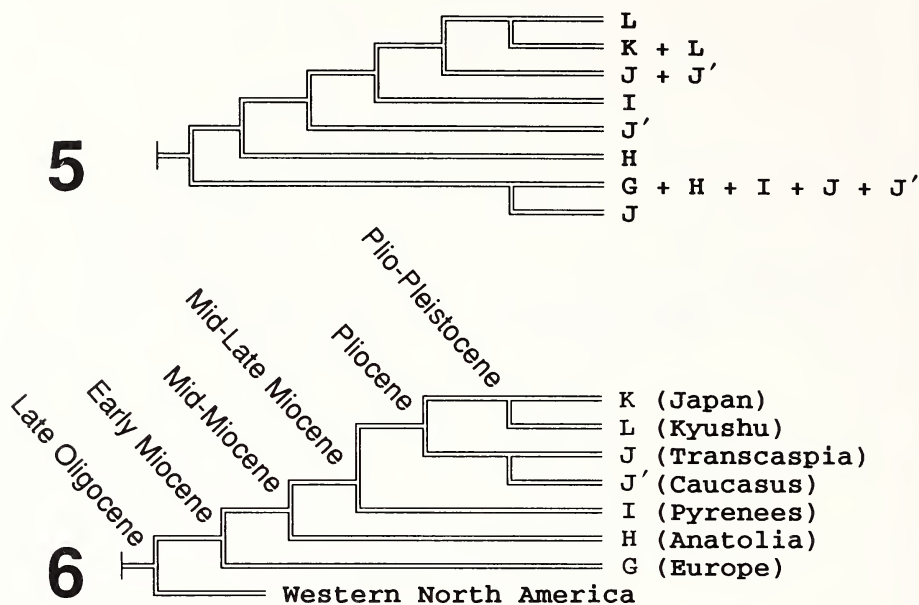 L
K + L
J + J′
I
J′
5
H
G + H + I + J + J′
J
Plio-Pleistocene
Mid-Late Miocene
Pliocene
Mid-Miocene
Early Miocene
Late Oligocene
K (Japan)
L (Kyushu)
J (Transcaspia)
J′ (Caucasus)
I (Pyrenees)
H (Anatolia)
6
G (Europe)
Western North America